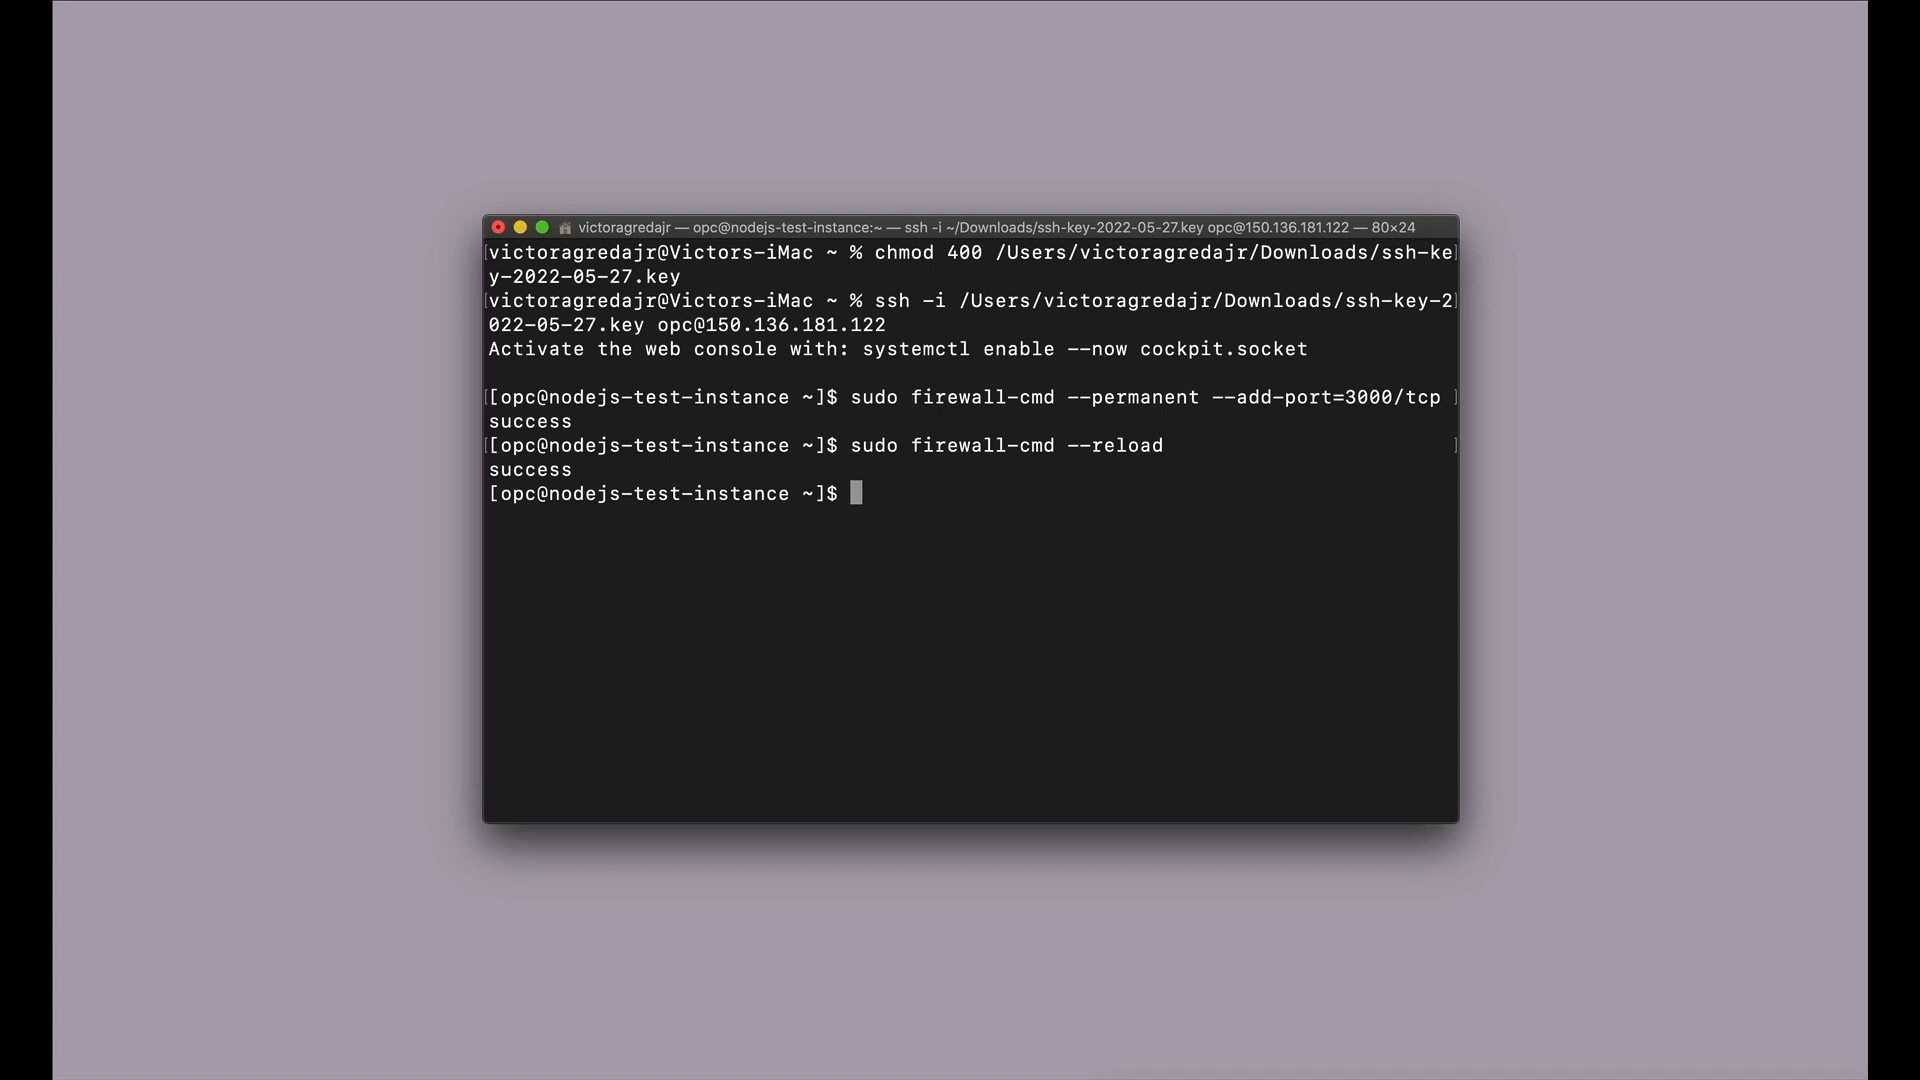 victoragredajr — opc@nodejs-test-instance:~ — ssh -i ~/Downloads/ssh-key-2022-05-27.key opc@150.136.181.122 — 80×24
[victoragredajr@Victors-iMac ~ % chmod 400 /Users/victoragredajr/Downloads/ssh-ke]
y-2022-05-27.key
[victoragredajr@Victors-iMac ~ % ssh -i /Users/victoragredajr/Downloads/ssh-key-2]
022-05-27.key opc@150.136.181.122
Activate the web console with: systemctl enable --now cockpit.socket
[[opc@nodejs-test-instance ~]$ sudo firewall-cmd --permanent --add-port=3000/tcp ]
success
[[opc@nodejs-test-instance ~]$ sudo firewall-cmd --reload ]
success
[opc@nodejs-test-instance ~]$